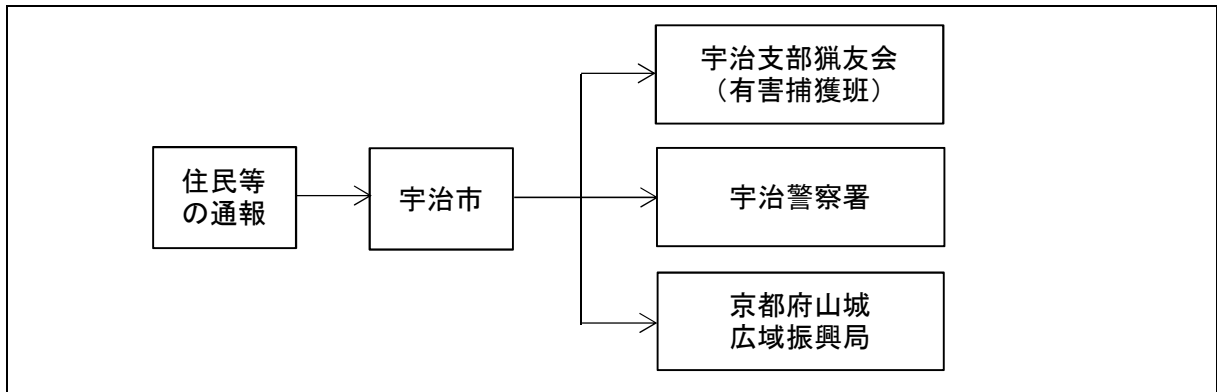 住民等
の通報
宇治市
宇治支部猟友会
（有害捕獲班）
宇治警察署
京都府山城
広域振興局